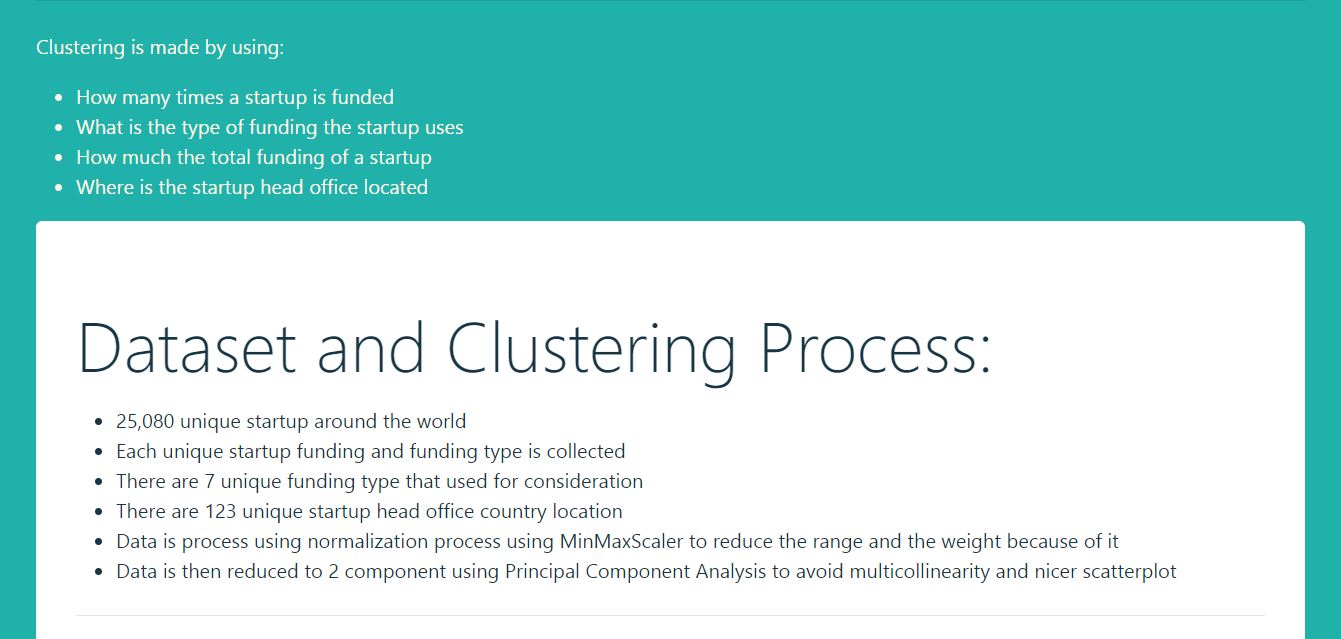 Clustering is made by using:
How many times a startup is funded
What is the type of funding the startup uses
How much the total funding of a startup
Where is the startup head office located
Dataset and Clustering Process:
25,080 unique startup around the world
Each unique startup funding and funding type is collected
There are 7 unique funding type that used for consideration
There are 123 unique startup head office country location
Data is process using normalization process using MinMaxScaler to reduce the range and the weight because of it
Data is then reduced to 2 component using Principal Component Analysis to avoid multicollinearity and nicer scatterplot